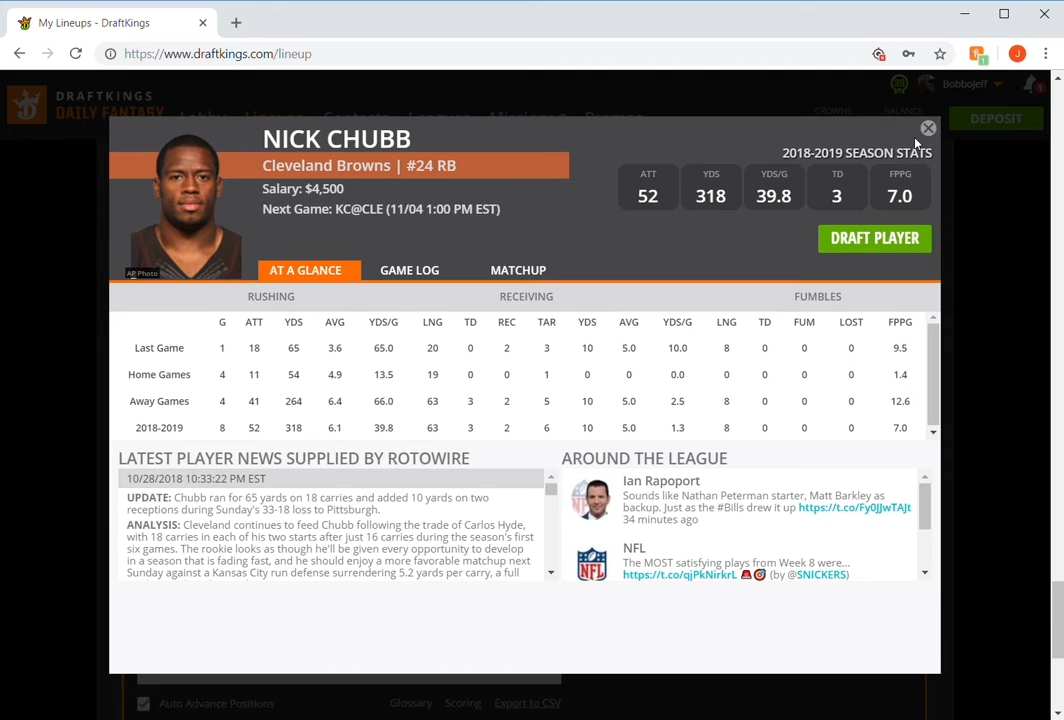 My Lineups - DraftKings
https://www.draftkings.com/lineup
1
J
DRAFTKINGS
DAILY FANTASY
BobboJeff
1
CROWNS
BALANCE
DEPOSIT
NICK CHUBB
Cleveland Browns | #24 RB
Salary: $4,500
Next Game: KC@CLE (11/04 1:00 PM EST)
AP Photo
2018-2019 SEASON STATS
ATT YDS YDS/G TD FPPG
52 318 39.8 3 7.0
DRAFT PLAYER
AT A GLANCE GAME LOG MATCHUP
RUSHING RECEIVING FUMBLES
G ATT YDS AVG YDS/G LNG TD REC TAR YDS AVG YDS/G LNG TD FUM LOST FPPG
Last Game 1 18 65 3.6 65.0 20 0 2 3 10 5.0 10.0 8 0 0 0 9.5
Home Games 4 11 54 4.9 13.5 19 0 0 1 0 0 0.0 0 0 0 0 1.4
Away Games 4 41 264 6.4 66.0 63 3 2 5 10 5.0 2.5 8 0 0 0 12.6
2018-2019 8 52 318 6.1 39.8 63 3 2 6 10 5.0 1.3 8 0 0 0 7.0
LATEST PLAYER NEWS SUPPLIED BY ROTOWIRE
10/28/2018 10:33:22 PM EST
UPDATE: Chubb ran for 65 yards on 18 carries and added 10 yards on two
receptions during Sunday's 33-18 loss to Pittsburgh.
ANALYSIS: Cleveland continues to feed Chubb following the trade of Carlos Hyde,
with 18 carries in each of his two starts after just 16 carries during the season's first
six games. The rookie looks as though he'll be given every opportunity to develop
in a season that is fading fast, and he should enjoy a more favorable matchup next
Sunday against a Kansas City run defense surrendering 5.2 yards per carry, a full
AROUND THE LEAGUE
Ian Rapoport
Sounds like Nathan Peterman starter, Matt Barkley as
backup. Just as the #Bills drew it up https://t.co/Fy0JJwTAJt
34 minutes ago
NFL
The MOST satisfying plays from Week 8 were...
https://t.co/qjPkNirkrL 🚨🎯 (by @SNICKERS)
Auto Advance Positions
Glossary Scoring Export to CSV